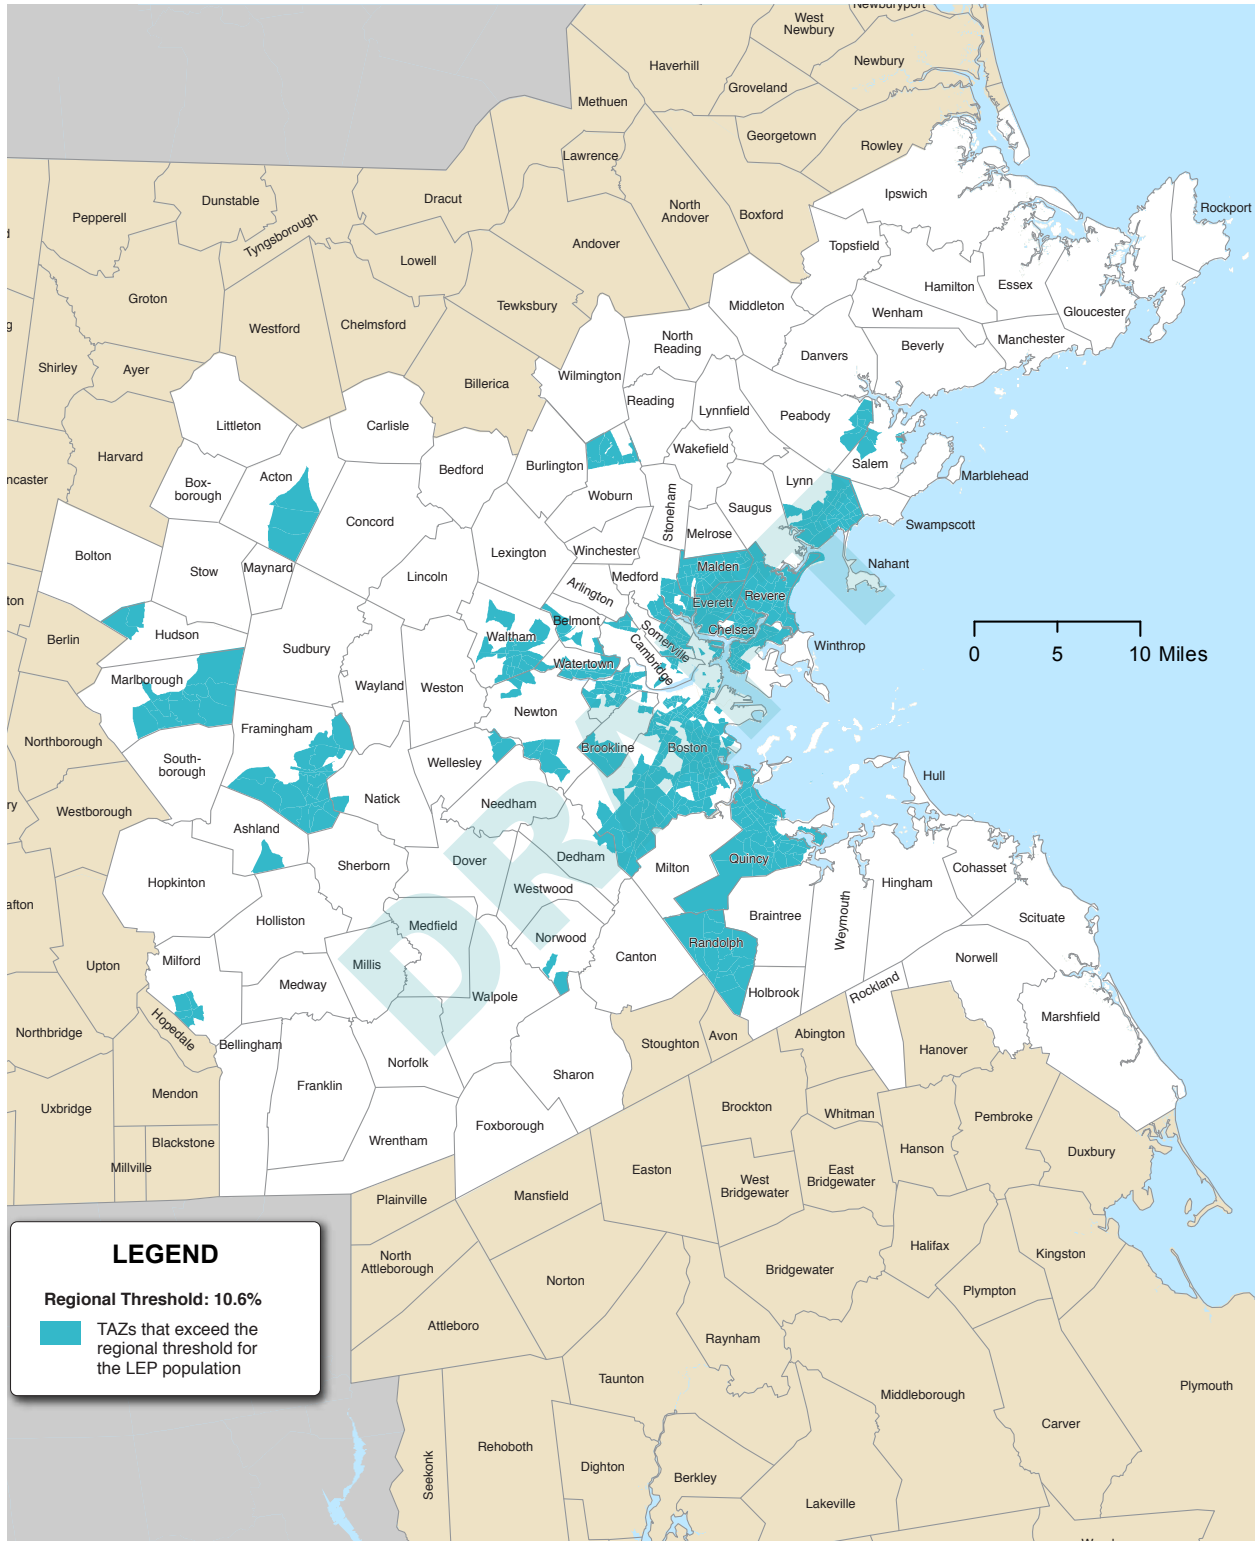 Newburyport
West
Newbury
Newbury
Haverhill
Groveland
Methuen
Georgetown
Rowley
Lawrence
Ipswich
Dracut
North
Andover
Boxford
Dunstable
Pepperell
Tyngsborough
Rockport
Andover
Topsfield
Lowell
Groton
Hamilton
Essex
Tewksbury
Middleton
Wenham
Gloucester
Westford
Chelmsford
North
Reading
Beverly
Manchester
Danvers
Shirley
Ayer
Wilmington
Billerica
Reading
Lynnfield
Peabody
Littleton
Carlisle
Harvard
Wakefield
Salem
Burlington
Bedford
Acton
Box-
borough
Marblehead
Lynn
Woburn
Stoneham
Saugus
Concord
Swampscott
Melrose
Bolton
Lexington
Winchester
Nahant
Stow
Maynard
Lincoln
Medford
Malden
Arlington
Revere
Everett
Belmont
Chelsea
Somerville
Hudson
Berlin
Waltham
Winthrop
Sudbury
Cambridge
Watertown
0 5 10 Miles
Marlborough
Wayland
Weston
Newton
Framingham
Northborough
Brookline
Boston
South-
borough
Wellesley
Hull
Natick
Needham
Westborough
Ashland
Dedham
Quincy
Sherborn
Dover
Milton
Cohasset
Hopkinton
Westwood
Hingham
Braintree
Weymouth
Scituate
Holliston
Medfield
Norwood
Randolph
Canton
Norwell
Milford
Upton
Millis
Medway
Walpole
Holbrook
Rockland
Marshfield
Northbridge
Hopedale
Bellingham
Stoughton
Avon
Abington
Hanover
Norfolk
Sharon
Franklin
Mendon
Uxbridge
Brockton
Whitman
Pembroke
Foxborough
Wrentham
Blackstone
Hanson
Duxbury
Millville
Easton
West
Bridgewater
East
Bridgewater
Plainville
Mansfield
Halifax
Kingston
North
Attleborough
Bridgewater
Norton
Plympton
Attleboro
Raynham
Taunton
Plymouth
Middleborough
Carver
Rehoboth
Seekonk
Dighton
Berkley
Lakeville
DRAFT
LEGEND
Regional Threshold: 10.6%
TAZs that exceed the
regional threshold for
the LEP population